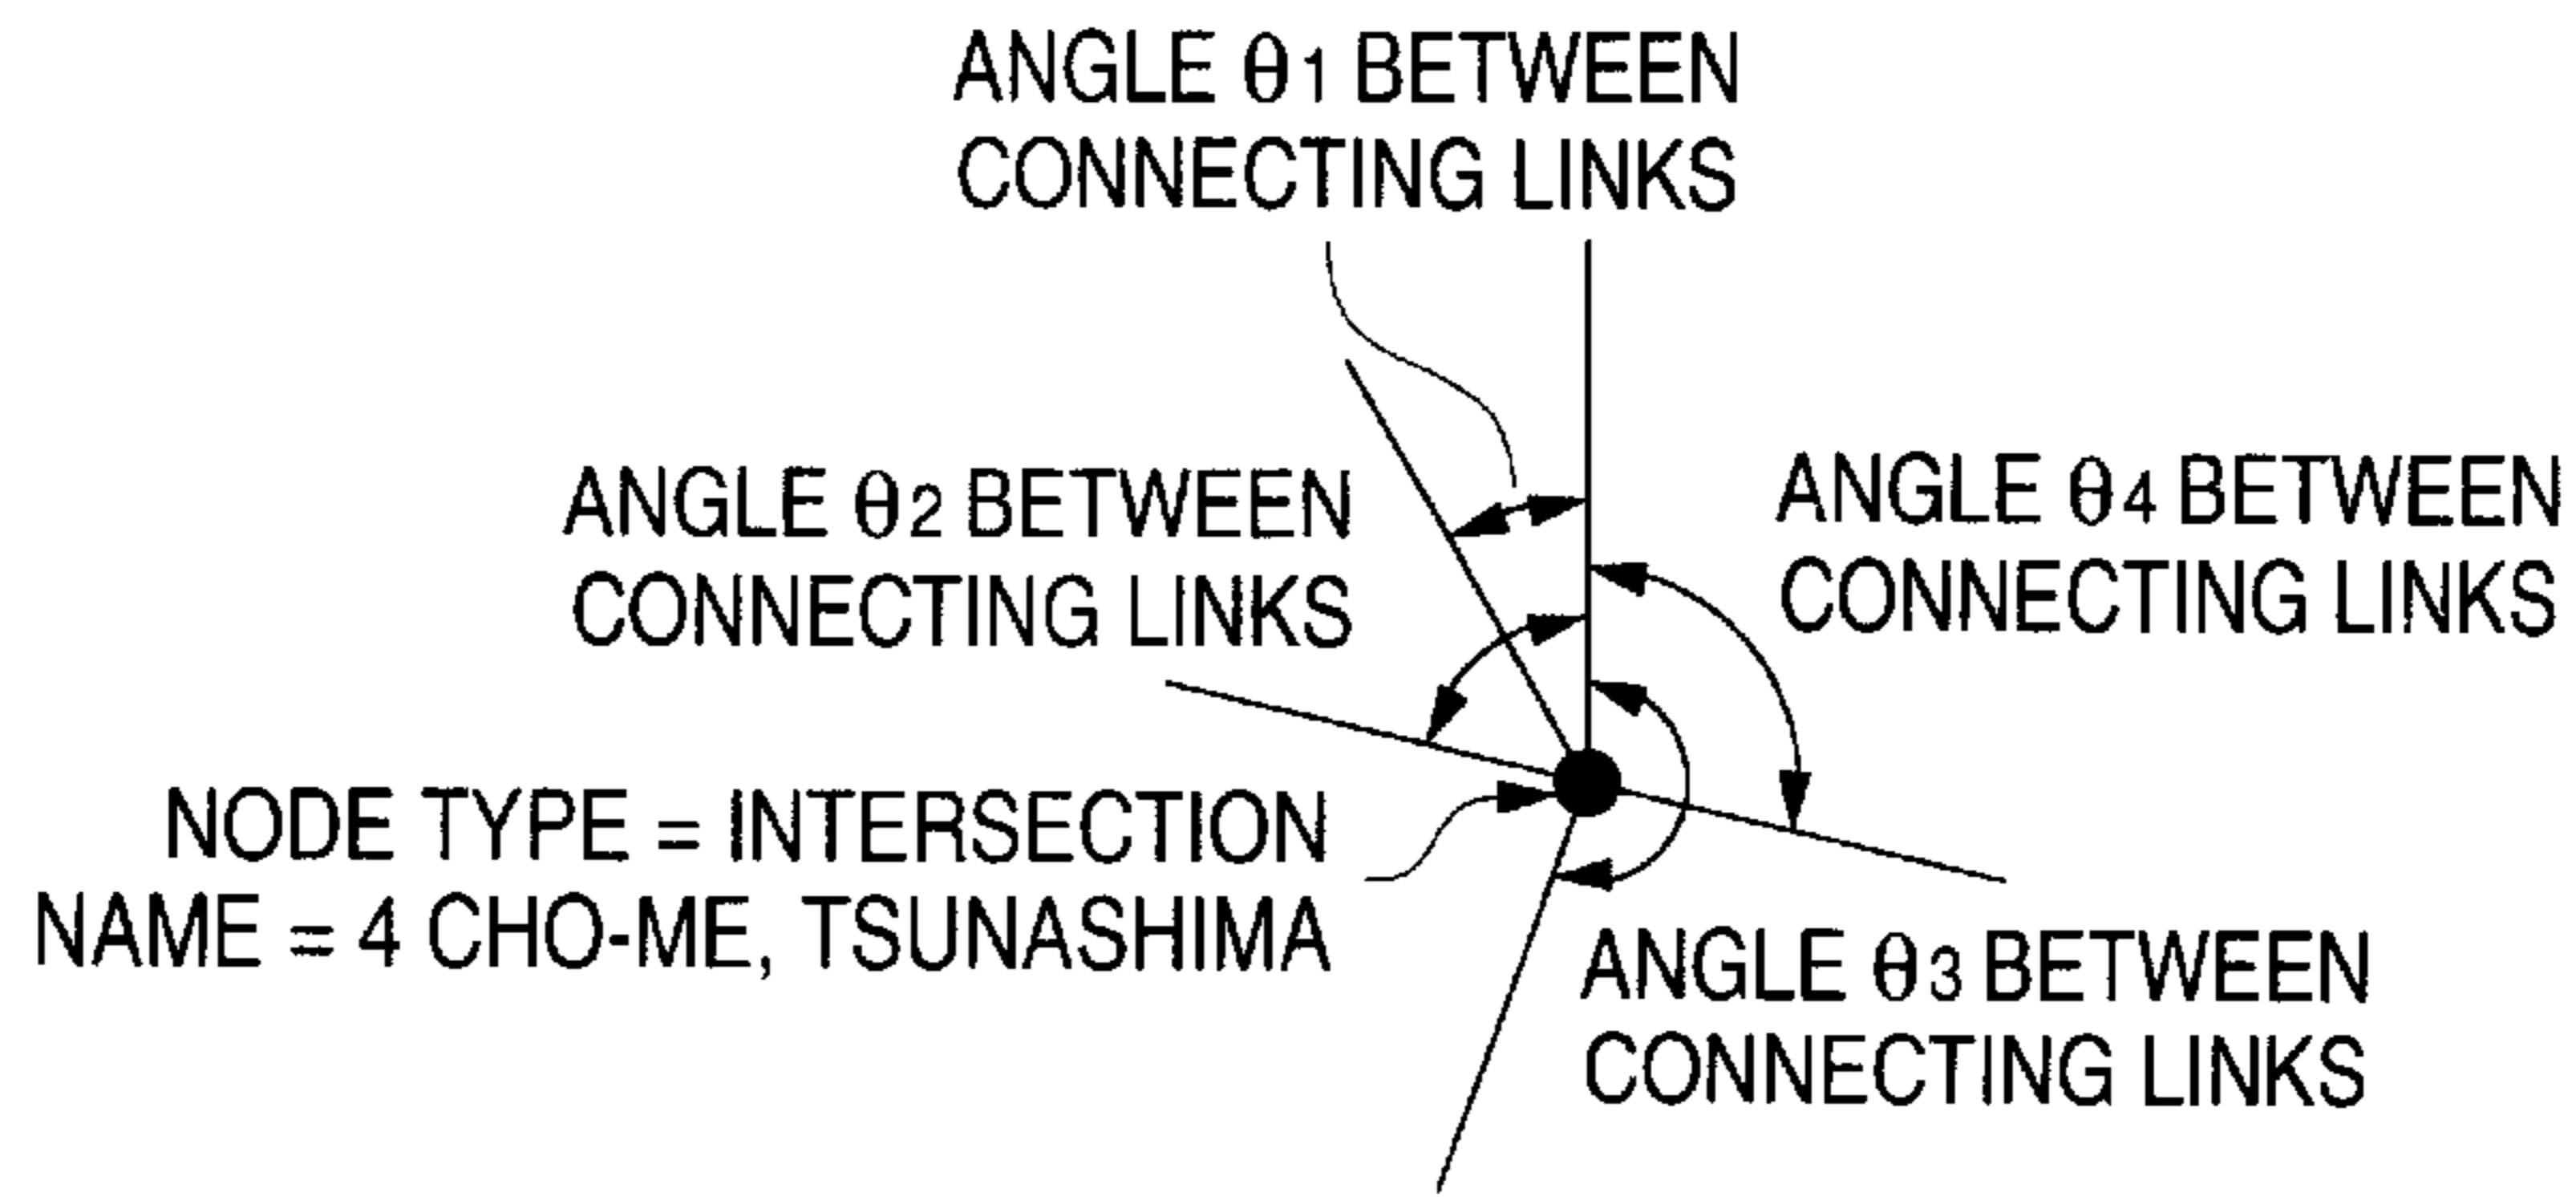 ANGLE θ1 BETWEEN
CONNECTING LINKS
ANGLE θ2 BETWEEN
CONNECTING LINKS
ANGLE θ4 BETWEEN
CONNECTING LINKS
NODE TYPE = INTERSECTION
NAME = 4 CHO-ME, TSUNASHIMA
ANGLE θ3 BETWEEN
CONNECTING LINKS